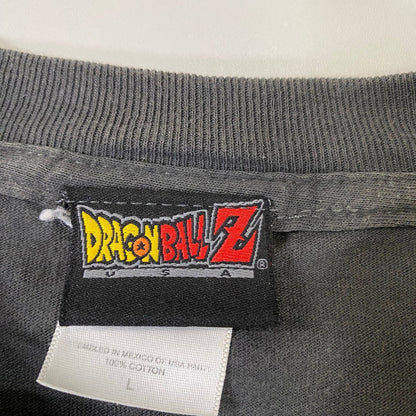 DRAGON BALL Z
USA ®
ASSEMBLED IN MEXICO OF USA PARTS
100% COTTON
L